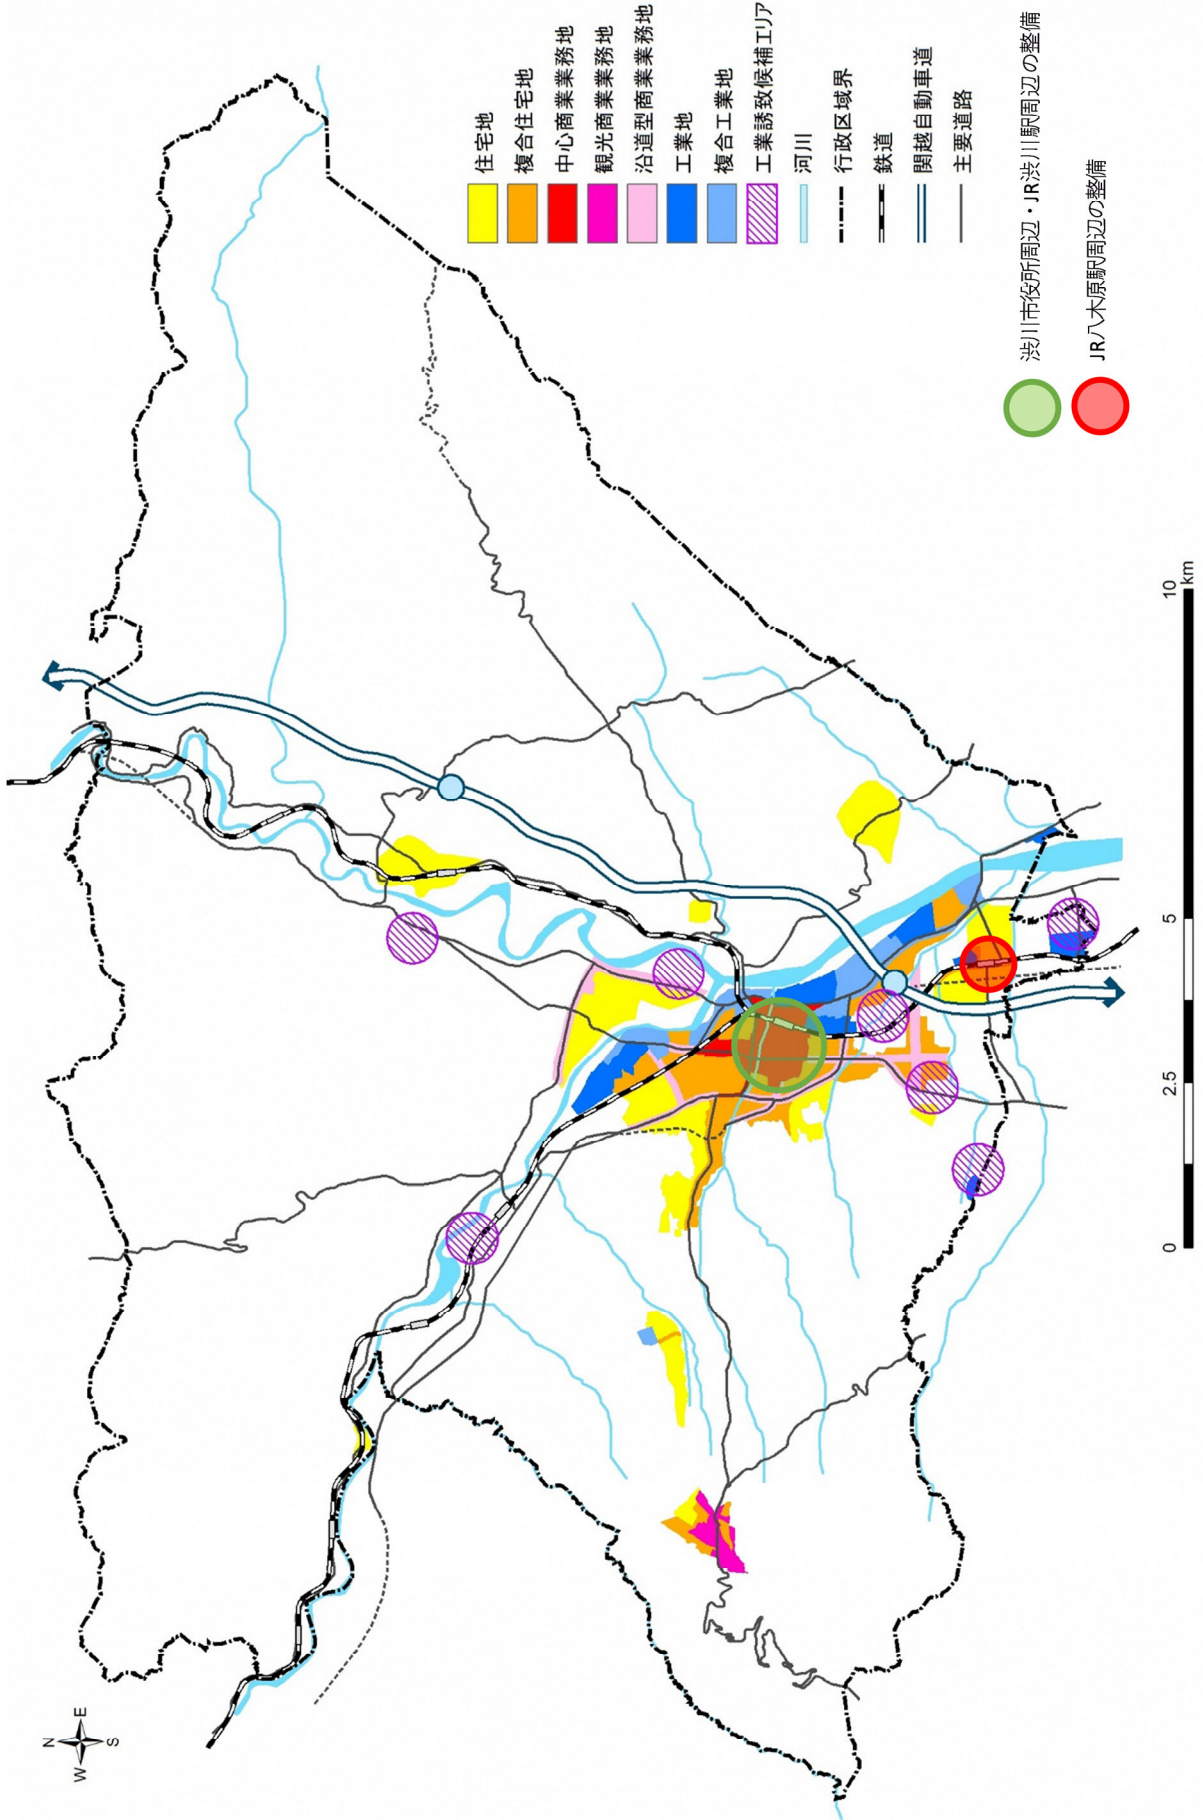 住宅地
複合住宅地
中心商業業務地
観光商業業務地
沿道型商業業務地
工業地
複合工業地
工業誘致候補エリア
河川
行政区域界
鉄道
関越自動車道
主要道路
渋川市役所周辺・JR渋川駅周辺の整備
JR八木原駅周辺の整備
N
W E
S
0 2.5 5 10
km